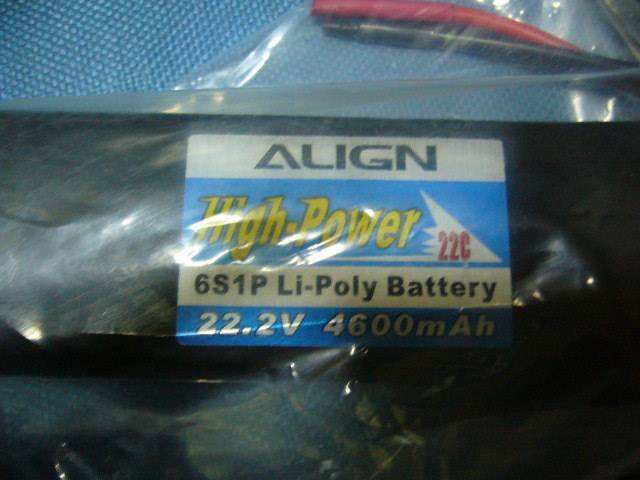 ALIGN
High-Power
22C
6S1P Li-Poly Battery
22.2V 4600mAh